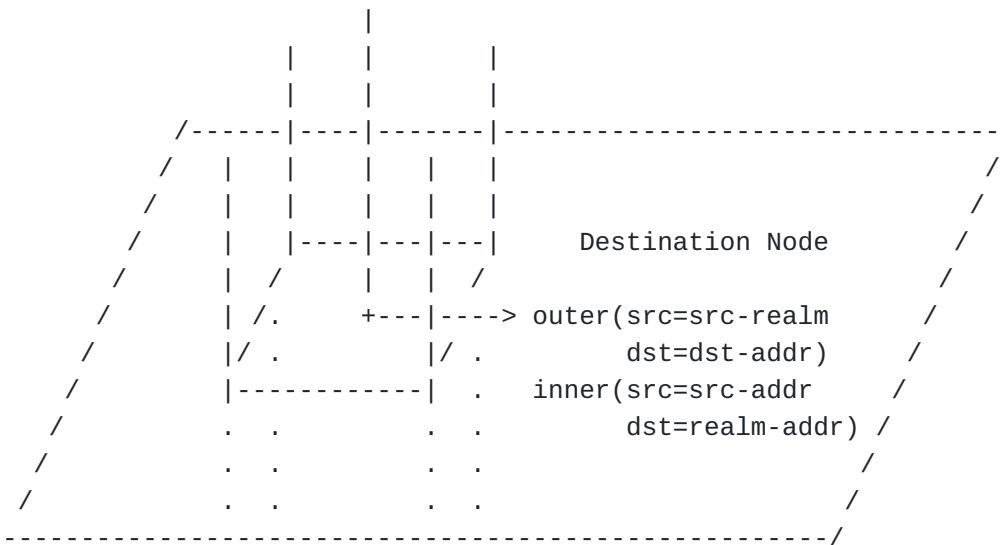 Destination Node
outer(src=src-realm
dst=dst-addr)
inner(src=src-addr
dst=realm-addr)